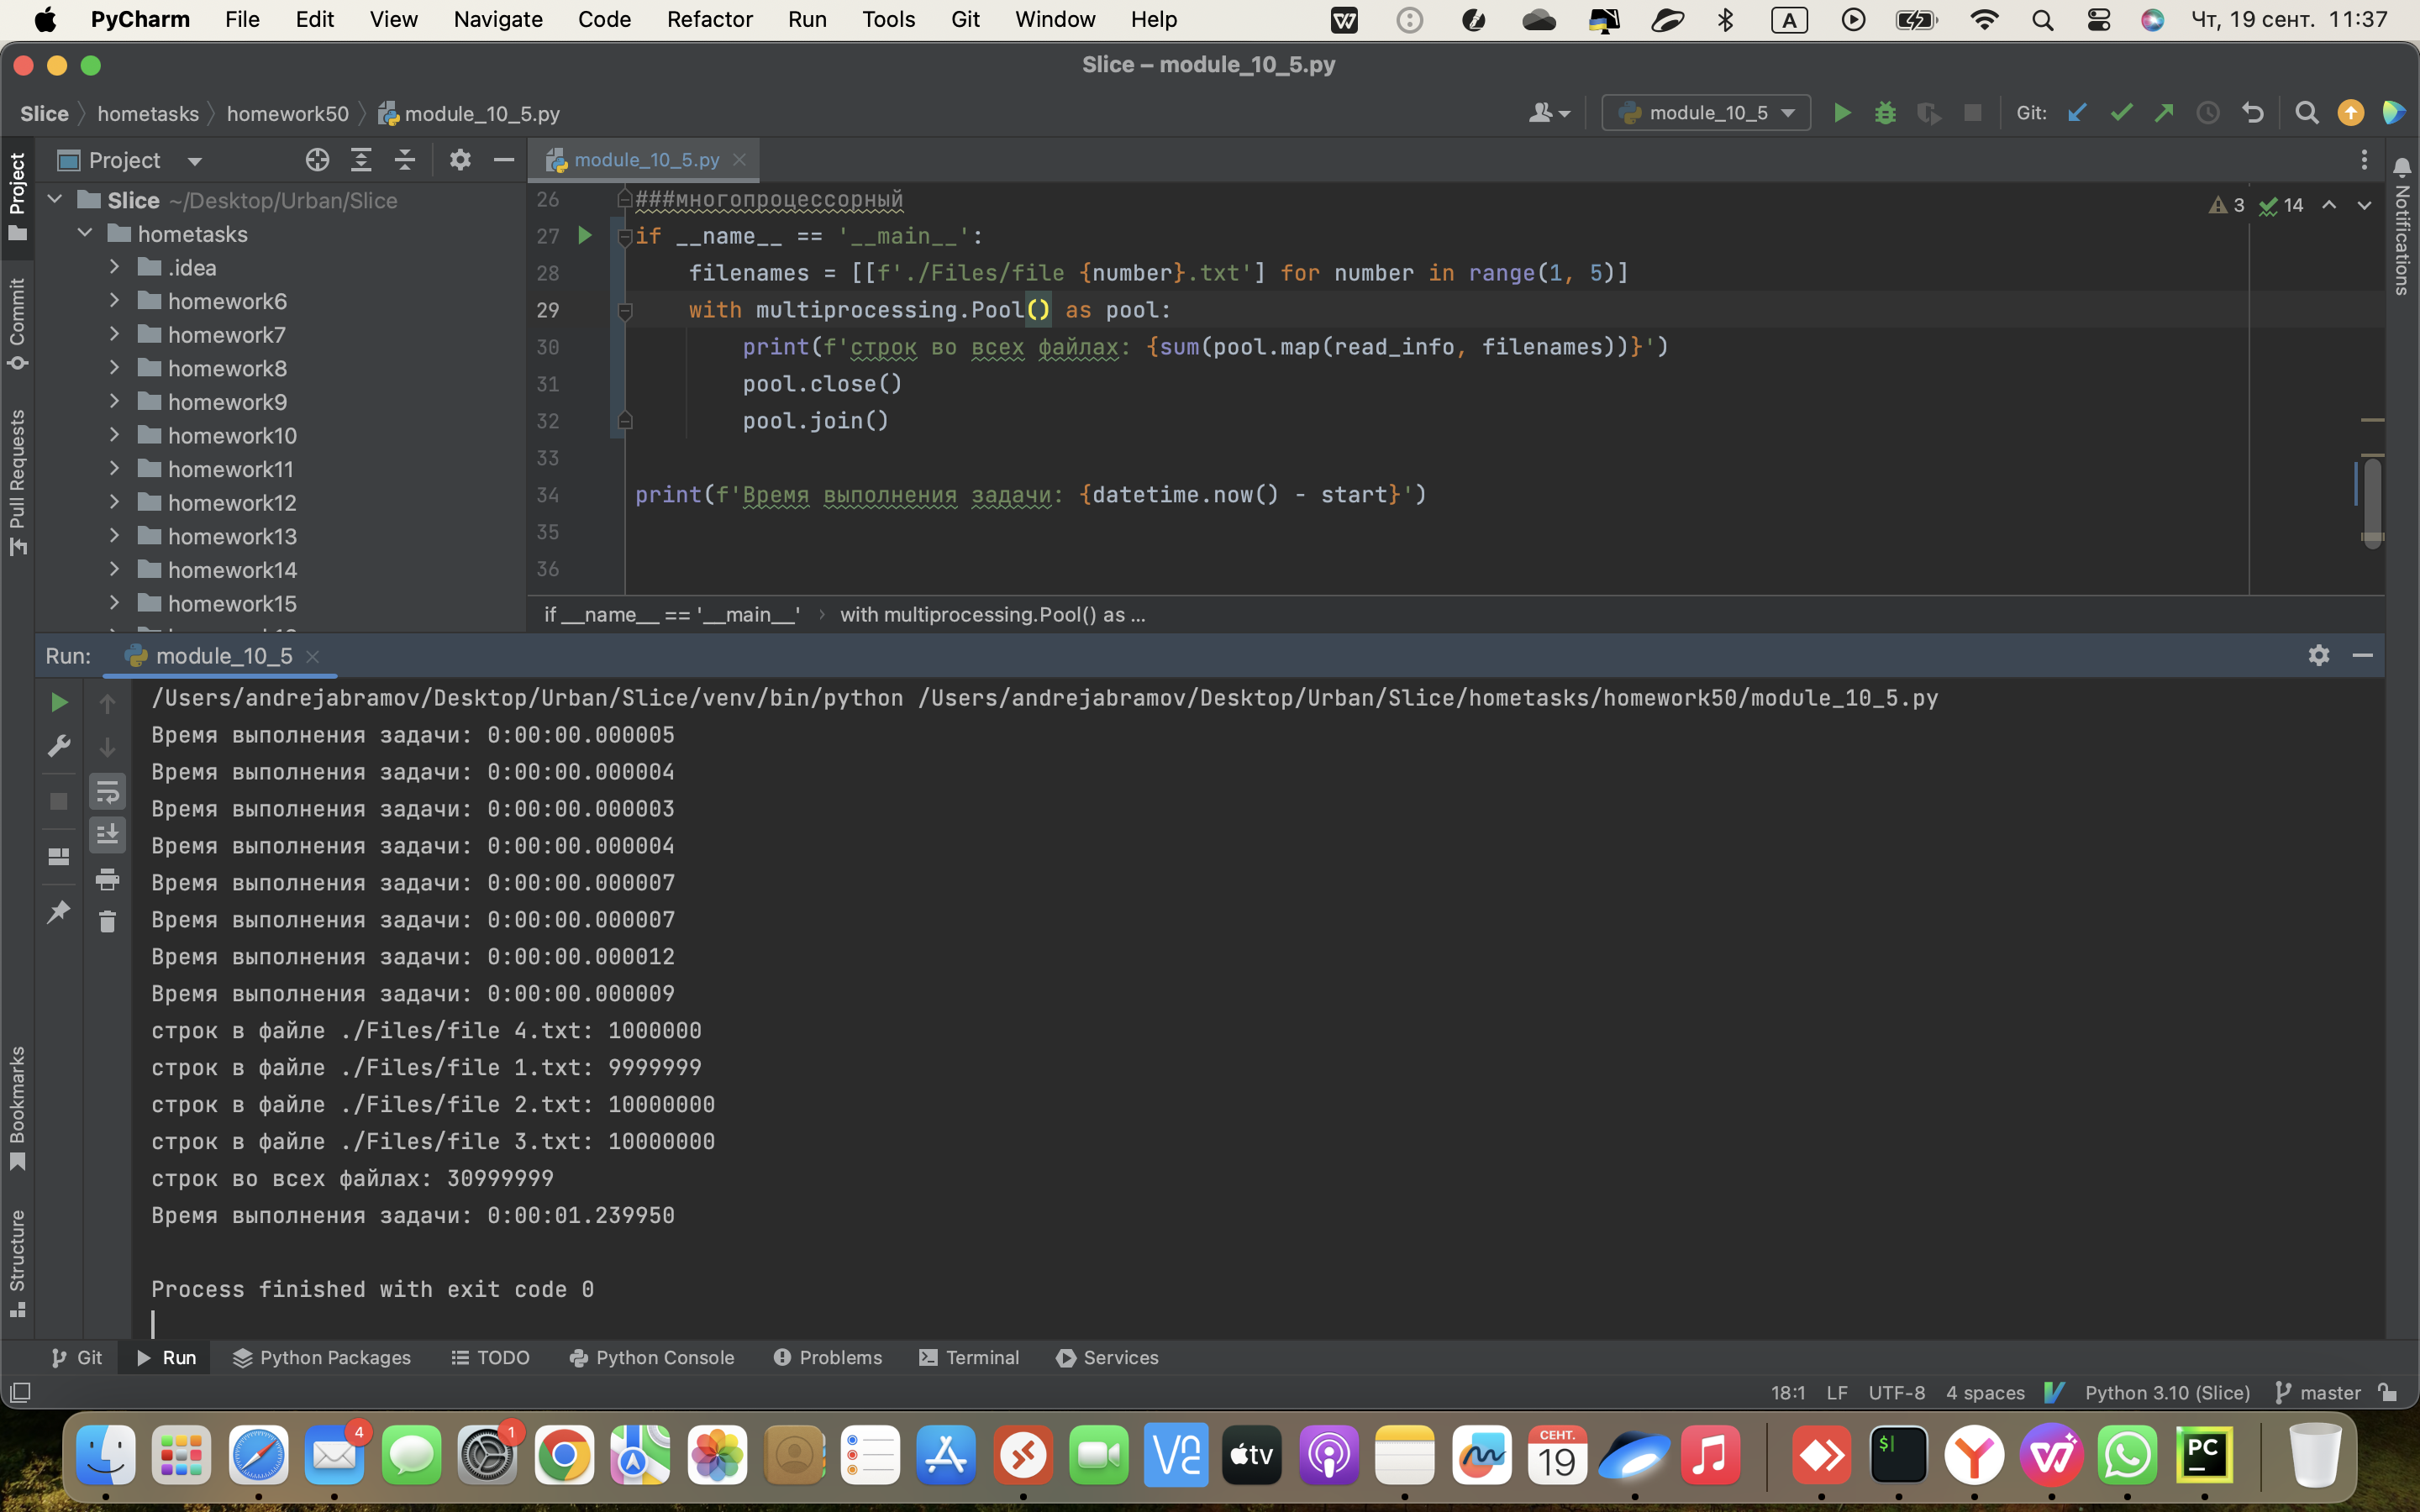 PyCharm File Edit View Navigate Code Refactor Run Tools Git Window Help A Чт, 19 сент. 11:37
Slice – module_10_5.py
Slice hometasks homework50 module_10_5.py module_10_5 Git:
Project module_10_5.py
Project
Commit
Pull Requests
Bookmarks
Structure
Notifications
Slice ~/Desktop/Urban/Slice
hometasks
.idea
homework6
homework7
homework8
homework9
homework10
homework11
homework12
homework13
homework14
homework15
3 14
26 ###многопроцессорный
27 if __name__ == '__main__':
28 filenames = [[f'./Files/file {number}.txt'] for number in range(1, 5)]
29 with multiprocessing.Pool() as pool:
30 print(f'строк во всех файлах: {sum(pool.map(read_info, filenames))}')
31 pool.close()
32 pool.join()
33
34 print(f'Время выполнения задачи: {datetime.now() - start}')
35
36
if __name__ == '__main__' › with multiprocessing.Pool() as ...
Run: module_10_5
/Users/andrejabramov/Desktop/Urban/Slice/venv/bin/python /Users/andrejabramov/Desktop/Urban/Slice/hometasks/homework50/module_10_5.py
Время выполнения задачи: 0:00:00.000005
Время выполнения задачи: 0:00:00.000004
Время выполнения задачи: 0:00:00.000003
Время выполнения задачи: 0:00:00.000004
Время выполнения задачи: 0:00:00.000007
Время выполнения задачи: 0:00:00.000007
Время выполнения задачи: 0:00:00.000012
Время выполнения задачи: 0:00:00.000009
строк в файле ./Files/file 4.txt: 1000000
строк в файле ./Files/file 1.txt: 9999999
строк в файле ./Files/file 2.txt: 10000000
строк в файле ./Files/file 3.txt: 10000000
строк во всех файлах: 30999999
Время выполнения задачи: 0:00:01.239950
Process finished with exit code 0
Git Run Python Packages TODO Python Console Problems Terminal Services
18:1 LF UTF-8 4 spaces Python 3.10 (Slice) master
4 1 tv СЕНТ. 19 $ PC